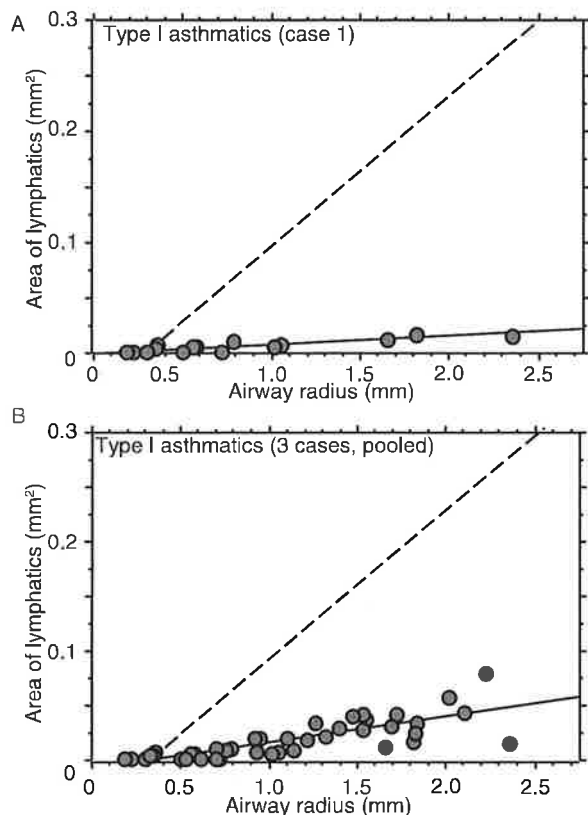 A
Type I asthmatics (case 1)
Area of lymphatics (mm²)
0.3
0.2
0.1
0
0 0.5 1.0 1.5 2.0 2.5
Airway radius (mm)
B
Type I asthmatics (3 cases, pooled)
Area of lymphatics (mm²)
0.3
0.2
0.1
0
0 0.5 1.0 1.5 2.0 2.5
Airway radius (mm)